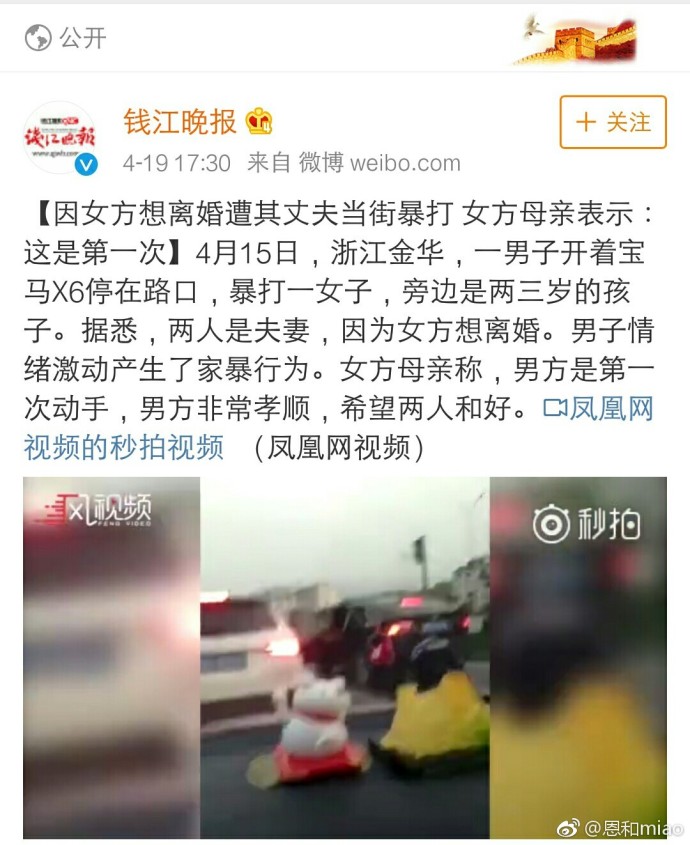 公开
钱江晚报
www.qjwb.com
＋ 关注
4-19 17:30 来自 微博 weibo.com
【因女方想离婚遭其丈夫当街暴打 女方母亲表示：
这是第一次】4月15日，浙江金华，一男子开着宝
马X6停在路口，暴打一女子，旁边是两三岁的孩
子。据悉，两人是夫妻，因为女方想离婚。男子情
绪激动产生了家暴行为。女方母亲称，男方是第一
次动手，男方非常孝顺，希望两人和好。凤凰网
视频的秒拍视频 （凤凰网视频）
风视频
FENG VIDEO
秒拍
@恩和miao